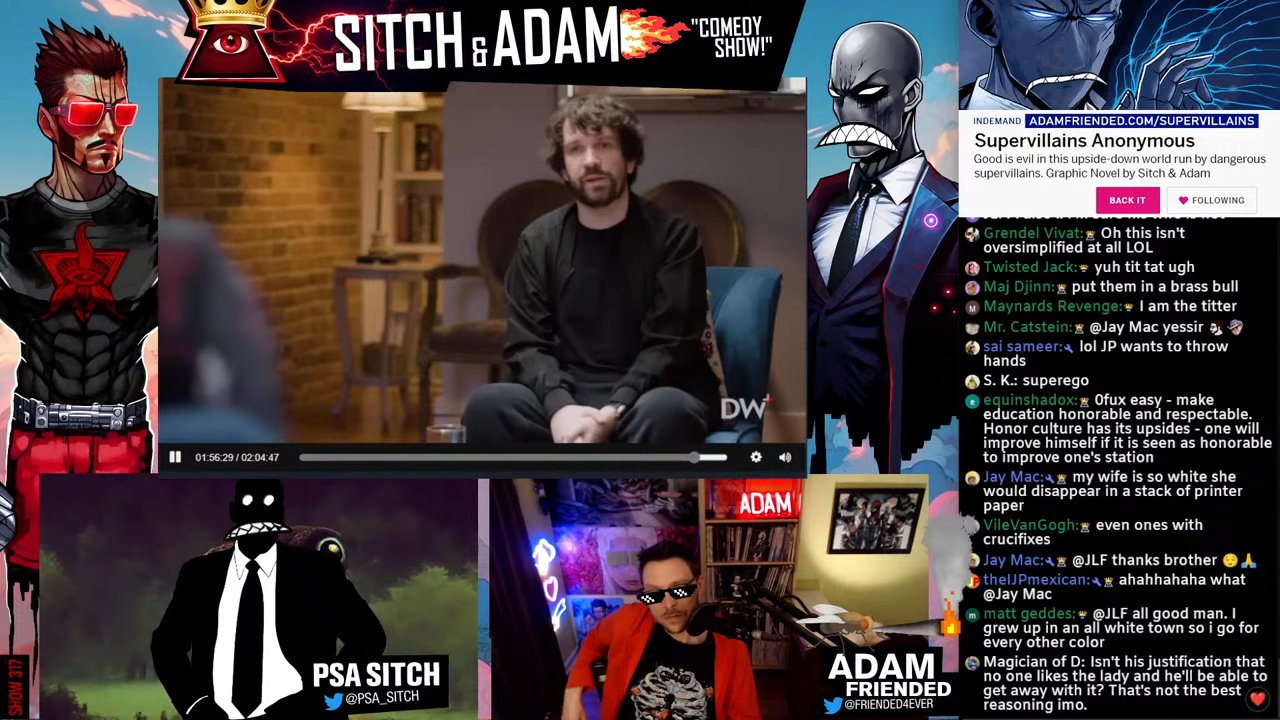 SITCH & ADAM
"COMEDY
SHOW!"
DW+
01:56:29 / 02:04:47
ADAM
PSA SITCH
@PSA_SITCH
ADAM
FRIENDED
@FRIENDED4EVER
SHOW 317
INDEMAND ADAMFRIENDED.COM/SUPERVILLAINS
Supervillains Anonymous
Good is evil in this upside-down world run by dangerous
supervillains. Graphic Novel by Sitch & Adam
BACK IT
FOLLOWING
Grendel Vivat: Oh this isn't
oversimplified at all LOL
Twisted Jack: yuh tit tat ugh
Maj Djinn: put them in a brass bull
Maynards Revenge: I am the titter
Mr. Catstein: @Jay Mac yessir
sai sameer: lol JP wants to throw
hands
S. K.: superego
equinshadox: 0fux easy - make
education honorable and respectable.
Honor culture has its upsides - one will
improve himself if it is seen as honorable
to improve one's station
Jay Mac: my wife is so white she
would disappear in a stack of printer
paper
VileVanGogh: even ones with
crucifixes
Jay Mac: @JLF thanks brother
theIJPmexican: ahahhahaha what
@Jay Mac
matt geddes: @JLF all good man. I
grew up in an all white town so i go for
every other color
Magician of D: Isn't his justification that
no one likes the lady and he'll be able to
get away with it? That's not the best
reasoning imo.